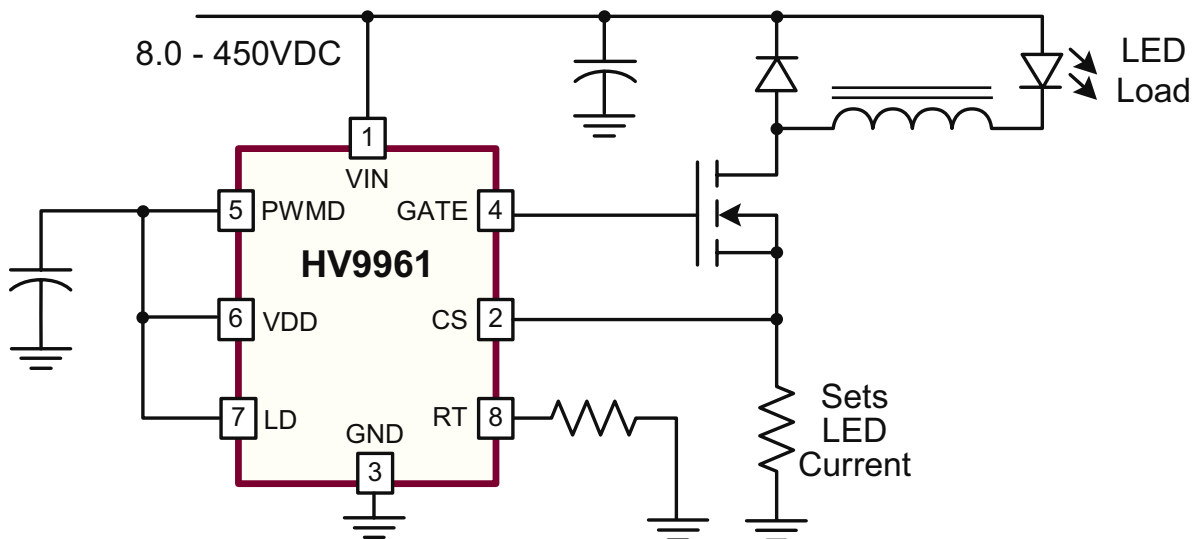 8.0 - 450VDC
LED
Load
1
VIN
5 PWMD
GATE 4
HV9961
6 VDD
CS 2
7 LD
RT 8
GND
3
Sets
LED
Current